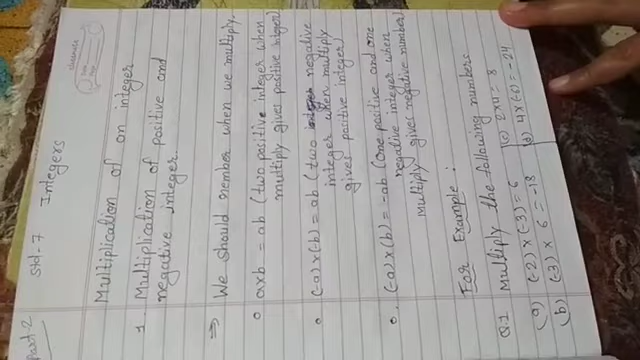 Part-2
Std-7 Integers
Multiplication of an integer
1. Multiplication of positive and
negative integer.
⇒ We should remember when we multiply.
• a×b = ab (two positive integer when
multiply gives positive integer)
• (-a)×(-b) = ab (two negative
integer when multiply
gives positive integer)
• (-a)×(b) = -ab (one positive and one
negative integer when
multiply gives negative number)
For Example :
Q.1 Multiply the following numbers
(a) (-2)×(-3) = 6 (c) 2×4 = 8
(b) (-3) × 6 = -18 (d) 4×(-6) = -24